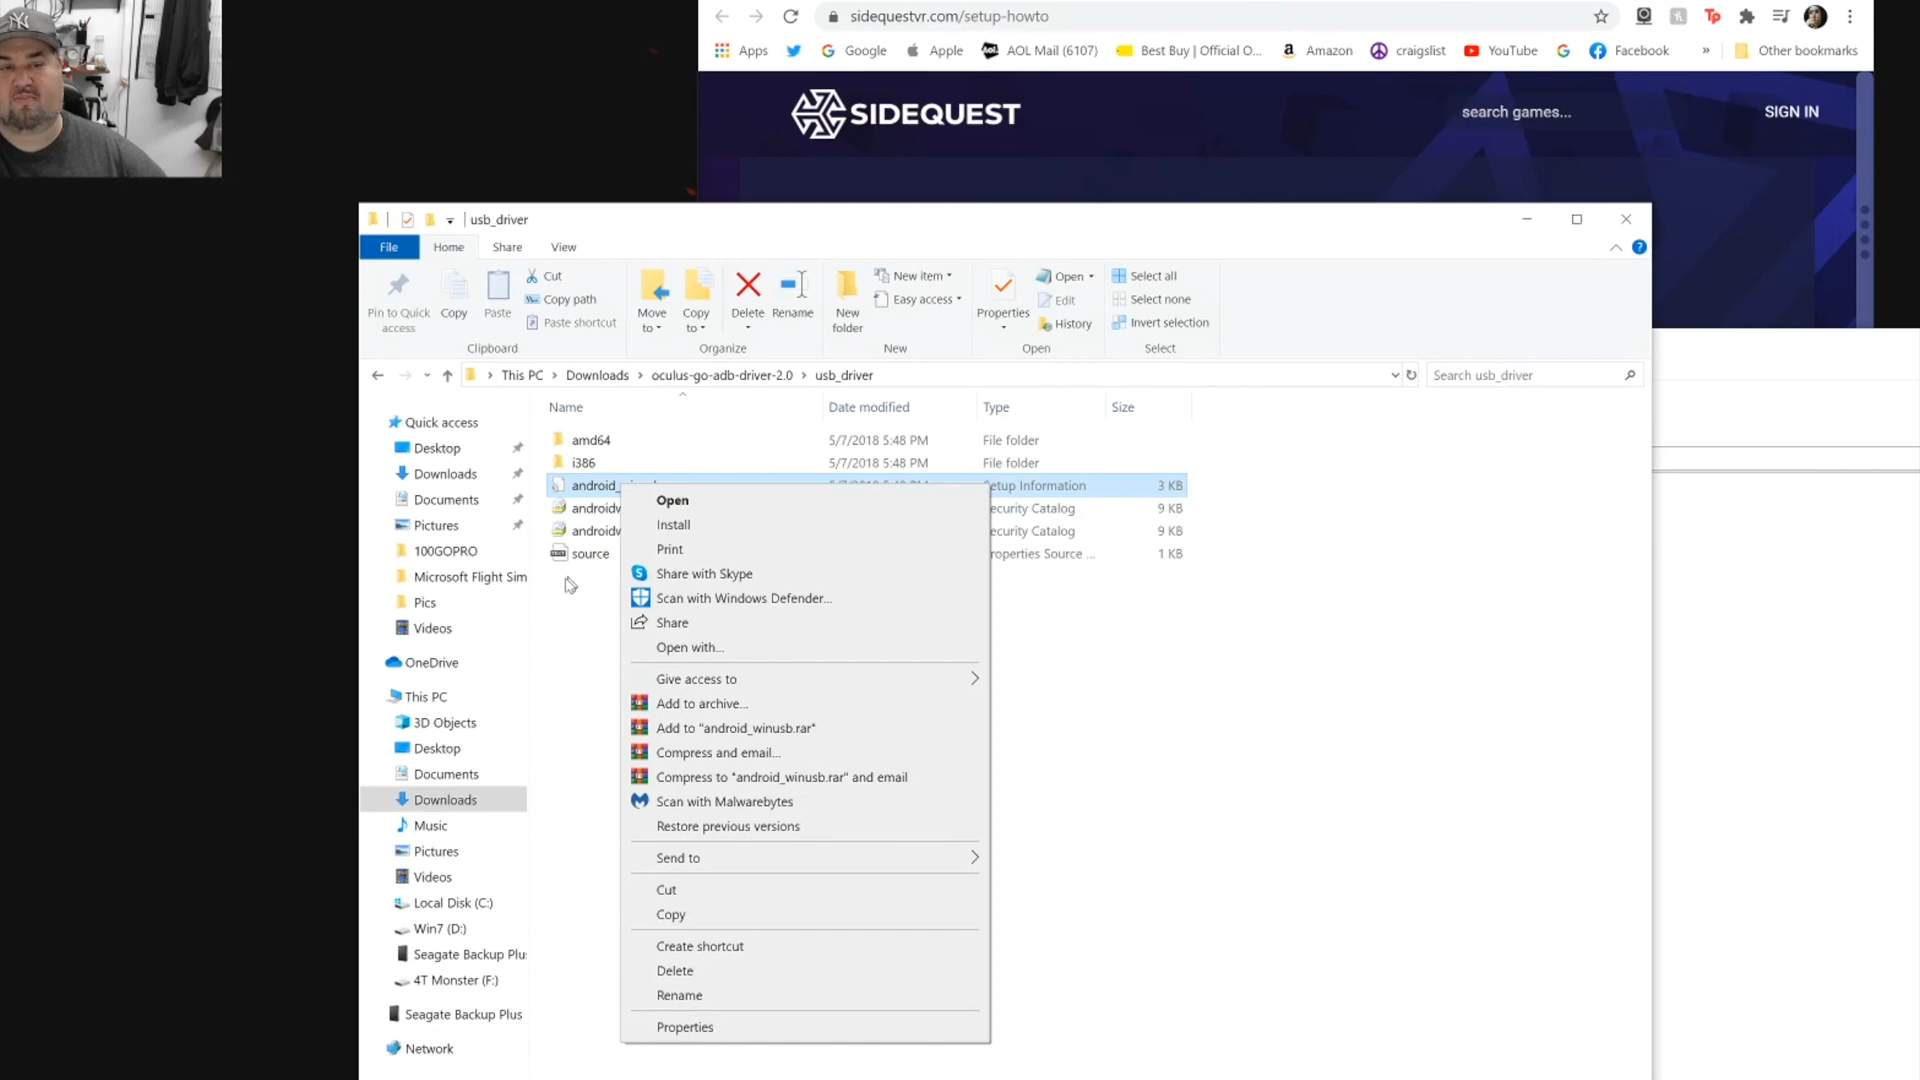 sidequestvr.com/setup-howto
Apps Google Apple AOL Mail (6107) Best Buy | Official O... Amazon craigslist YouTube Facebook » Other bookmarks
SIDEQUEST search games... SIGN IN
usb_driver
File Home Share View
Pin to Quick access
Copy
Paste
Cut
Copy path
Paste shortcut
Clipboard
Move to
Copy to
Delete
Rename
Organize
New folder
New item
Easy access
New
Properties
Open
Edit
History
Open
Select all
Select none
Invert selection
Select
This PC > Downloads > oculus-go-adb-driver-2.0 > usb_driver
Search usb_driver
Name Date modified Type Size
amd64 5/7/2018 5:48 PM File folder
i386 5/7/2018 5:48 PM File folder
android_ etup Information 3 KB
androidv ecurity Catalog 9 KB
androidv ecurity Catalog 9 KB
source roperties Source ... 1 KB
Quick access
Desktop
Downloads
Documents
Pictures
100GOPRO
Microsoft Flight Sim
Pics
Videos
OneDrive
This PC
3D Objects
Desktop
Documents
Downloads
Music
Pictures
Videos
Local Disk (C:)
Win7 (D:)
Seagate Backup Plu
4T Monster (F:)
Seagate Backup Plus
Network
Open
Install
Print
Share with Skype
Scan with Windows Defender...
Share
Open with...
Give access to
Add to archive...
Add to "android_winusb.rar"
Compress and email...
Compress to "android_winusb.rar" and email
Scan with Malwarebytes
Restore previous versions
Send to
Cut
Copy
Create shortcut
Delete
Rename
Properties